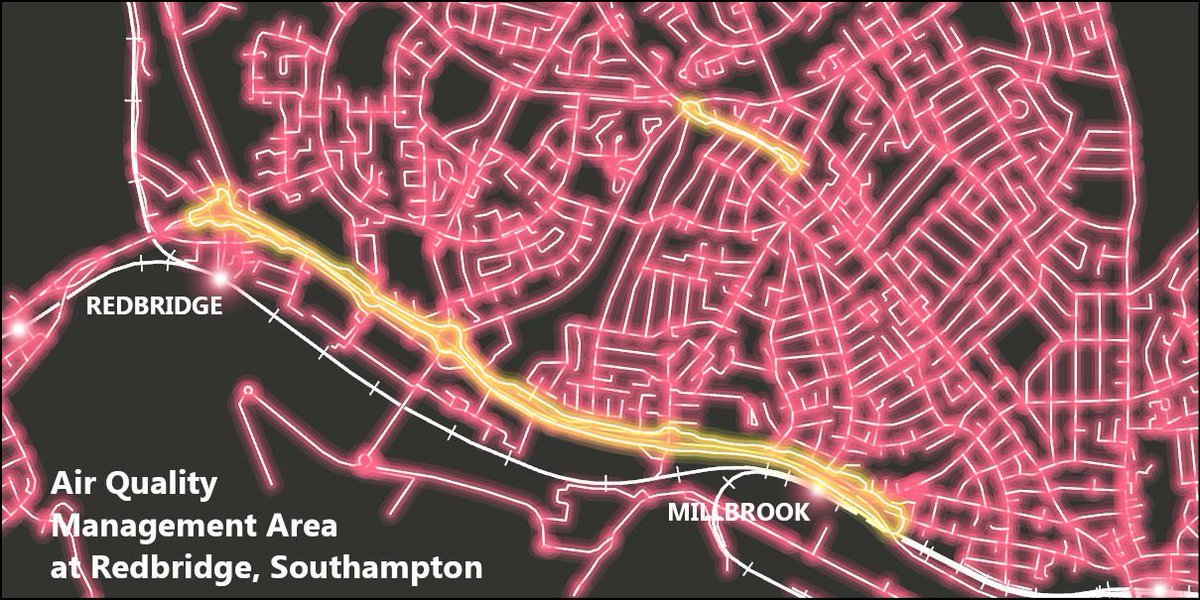 REDBRIDGE
Air Quality
Management Area
at Redbridge, Southampton
MILLBROOK